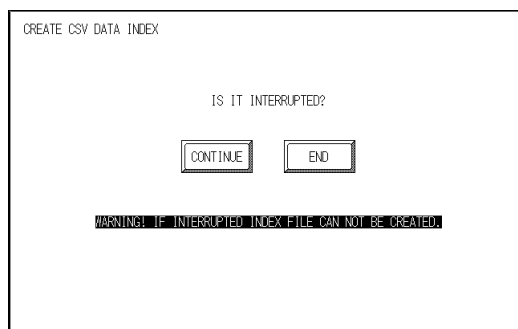 CREATE CSV DATA INDEX
IS IT INTERRUPTED?
CONTINUE END
WARNING! IF INTERRUPTED INDEX FILE CAN NOT BE CREATED.